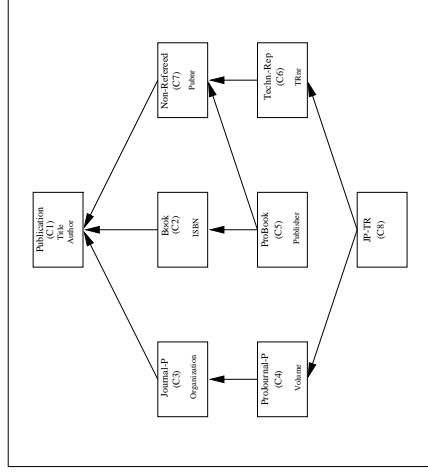 Publication
(C1)
Title
Author
Journal-P
(C3)
Organization
Book
(C2)
ISBN
Non-Refereed
(C7)
Pubnr
ProJournal-P
(C4)
Volume
ProBook
(C5)
Publisher
Techn.-Rep
(C6)
TRnr
JP-TR
(C8)